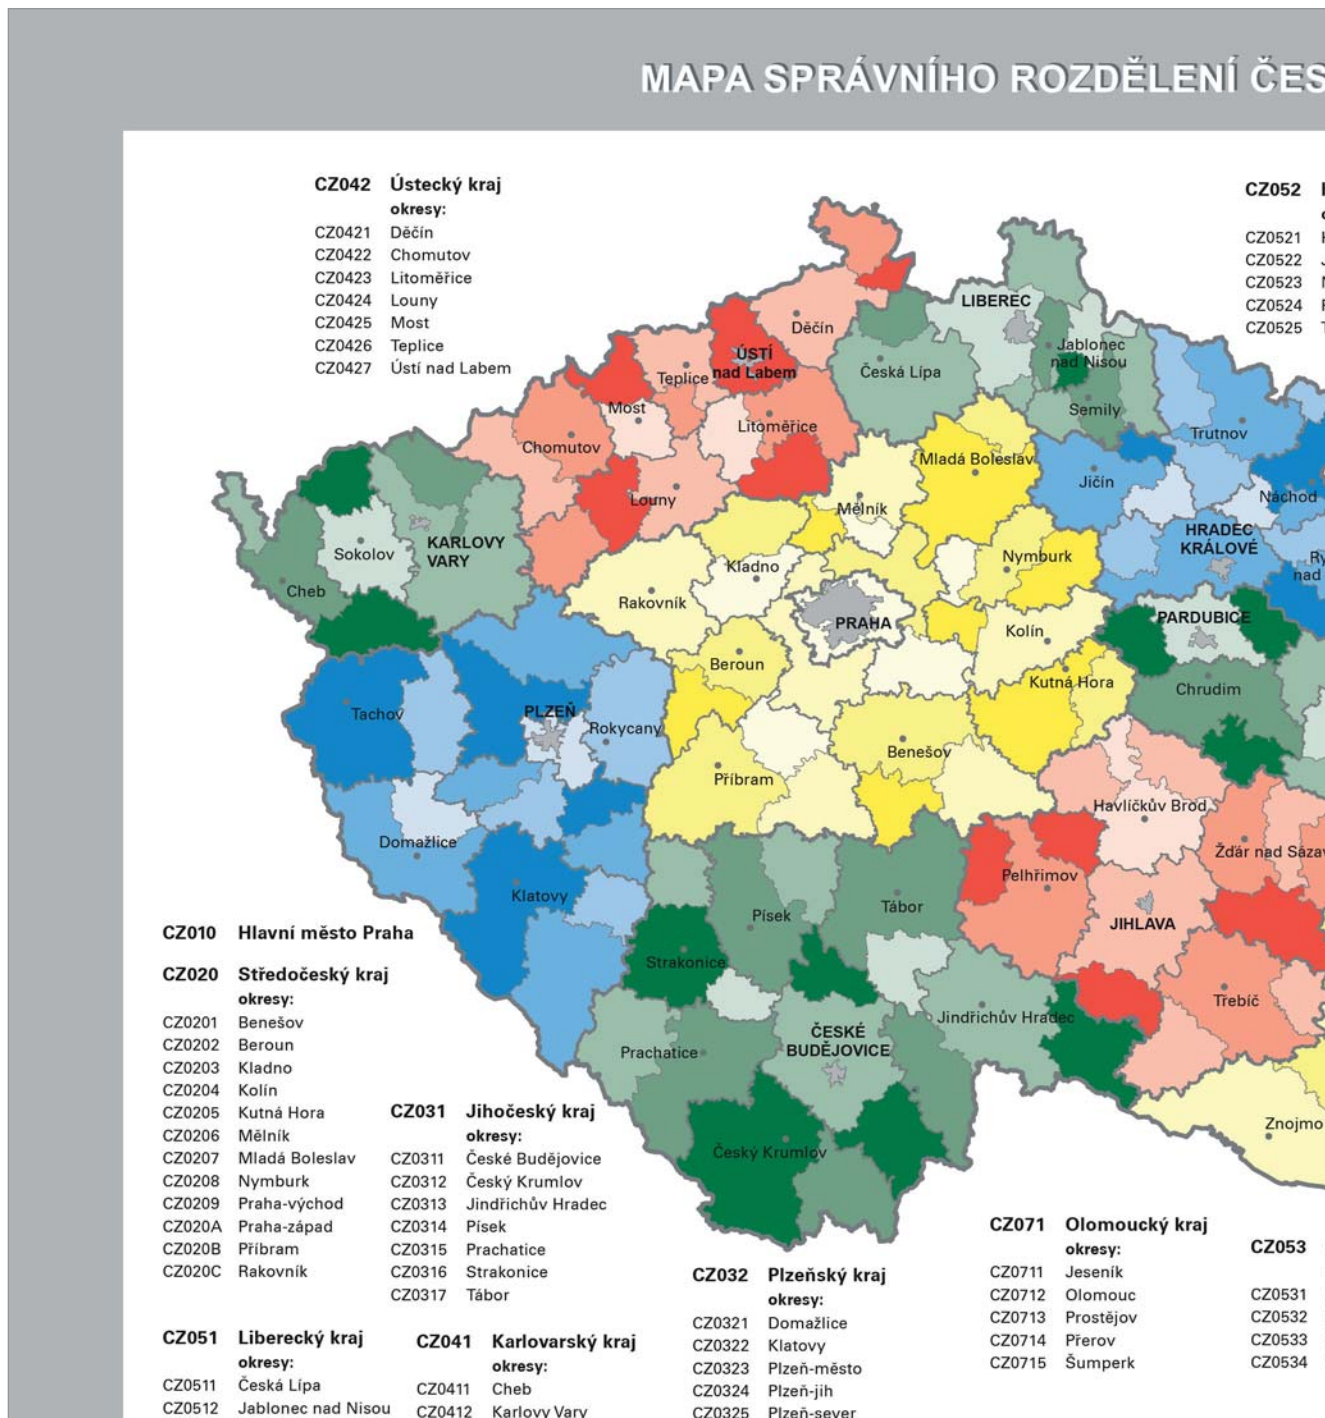 MAPA SPRÁVNÍHO ROZDĚLENÍ ČES
CZ042 Ústecký kraj
okresy:
CZ0421 Děčín
CZ0422 Chomutov
CZ0423 Litoměřice
CZ0424 Louny
CZ0425 Most
CZ0426 Teplice
CZ0427 Ústí nad Labem
CZ052
CZ0521
CZ0522
CZ0523
CZ0524
CZ0525
LIBEREC
Děčín
Jablonec
nad Nisou
ÚSTÍ
nad Labem
Teplice
Česká Lípa
Semily
Most
Litoměřice
Trutnov
Chomutov
Mladá Boleslav
Jičín
Náchod
Louny
Mělník
HRADEC
KRÁLOVÉ
KARLOVY
VARY
Sokolov
Nymburk
Kladno
Ry
nad
Cheb
Rakovník
PRAHA
Kolín
PARDUBICE
Beroun
Kutná Hora
Chrudim
Tachov
PLZEŇ
Rokycany
Benešov
Příbram
Havlíčkův Brod
Domažlice
Žďár nad Sázav
Pelhřimov
Klatovy
Písek
Tábor
JIHLAVA
Strakonice
Třebíč
Jindřichův Hradec
ČESKÉ
BUDĚJOVICE
Prachatice
Znojmo
Český Krumlov
CZ010 Hlavní město Praha
CZ020 Středočeský kraj
okresy:
CZ0201 Benešov
CZ0202 Beroun
CZ0203 Kladno
CZ0204 Kolín
CZ0205 Kutná Hora
CZ0206 Mělník
CZ0207 Mladá Boleslav
CZ0208 Nymburk
CZ0209 Praha-východ
CZ020A Praha-západ
CZ020B Příbram
CZ020C Rakovník
CZ031 Jihočeský kraj
okresy:
CZ0311 České Budějovice
CZ0312 Český Krumlov
CZ0313 Jindřichův Hradec
CZ0314 Písek
CZ0315 Prachatice
CZ0316 Strakonice
CZ0317 Tábor
CZ051 Liberecký kraj
okresy:
CZ0511 Česká Lípa
CZ0512 Jablonec nad Nisou
CZ041 Karlovarský kraj
okresy:
CZ0411 Cheb
CZ0412 Karlovy Vary
CZ032 Plzeňský kraj
okresy:
CZ0321 Domažlice
CZ0322 Klatovy
CZ0323 Plzeň-město
CZ0324 Plzeň-jih
CZ0325 Plzeň-sever
CZ071 Olomoucký kraj
okresy:
CZ0711 Jeseník
CZ0712 Olomouc
CZ0713 Prostějov
CZ0714 Přerov
CZ0715 Šumperk
CZ053
CZ0531
CZ0532
CZ0533
CZ0534